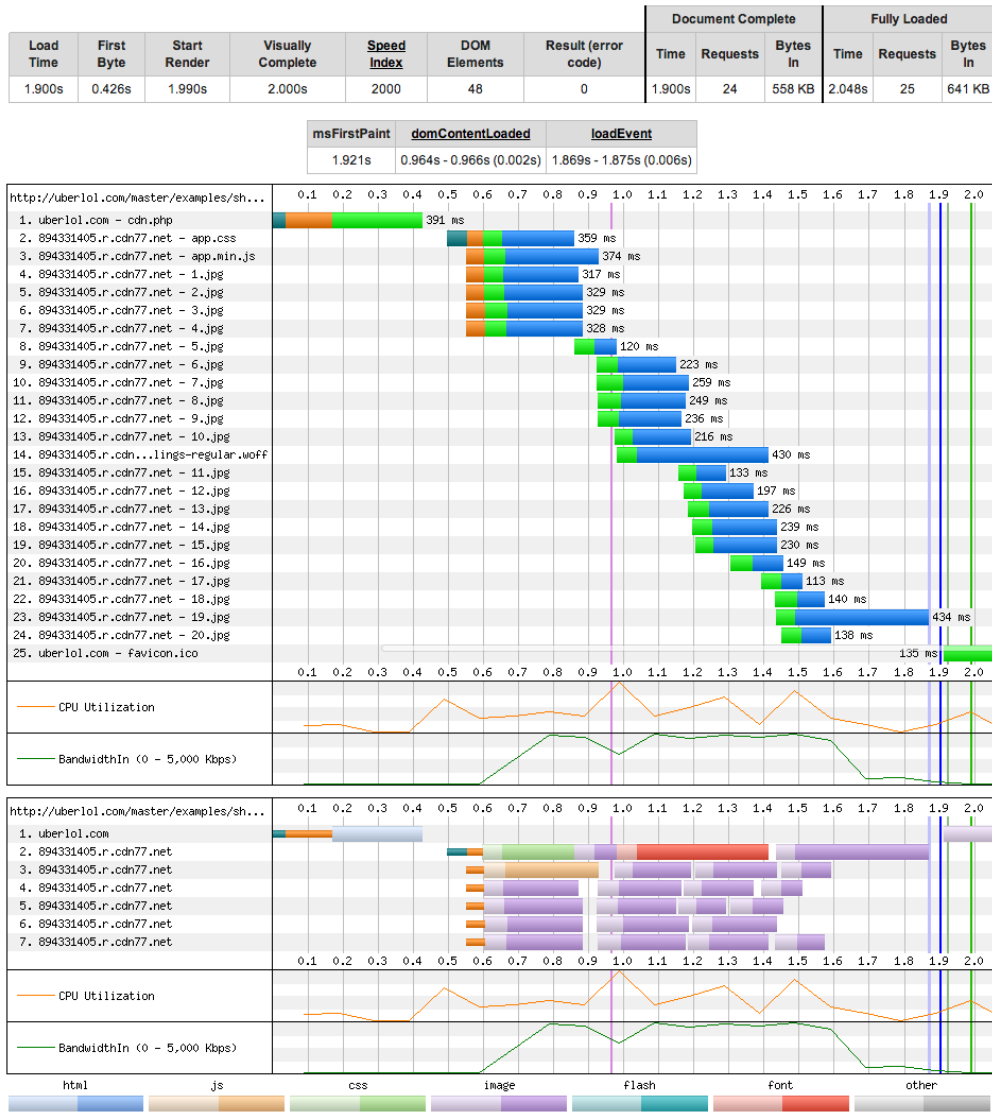 Document Complete Fully Loaded
Load Time First Byte Start Render Visually Complete Speed Index DOM Elements Result (error code) Time Requests Bytes In Time Requests Bytes In
1.900s 0.426s 1.990s 2.000s 2000 48 0 1.900s 24 558 KB 2.048s 25 641 KB
msFirstPaint domContentLoaded loadEvent
1.921s 0.964s - 0.966s (0.002s) 1.869s - 1.875s (0.006s)
http://uberlol.com/master/examples/sh... 0.1 0.2 0.3 0.4 0.5 0.6 0.7 0.8 0.9 1.0 1.1 1.2 1.3 1.4 1.5 1.6 1.7 1.8 1.9 2.0
1. uberlol.com - cdn.php 391 ms
2. 894331405.r.cdn77.net - app.css 359 ms
3. 894331405.r.cdn77.net - app.min.js 374 ms
4. 894331405.r.cdn77.net - 1.jpg 317 ms
5. 894331405.r.cdn77.net - 2.jpg 329 ms
6. 894331405.r.cdn77.net - 3.jpg 329 ms
7. 894331405.r.cdn77.net - 4.jpg 328 ms
8. 894331405.r.cdn77.net - 5.jpg 120 ms
9. 894331405.r.cdn77.net - 6.jpg 223 ms
10. 894331405.r.cdn77.net - 7.jpg 259 ms
11. 894331405.r.cdn77.net - 8.jpg 249 ms
12. 894331405.r.cdn77.net - 9.jpg 236 ms
13. 894331405.r.cdn77.net - 10.jpg 216 ms
14. 894331405.r.cdn...lings-regular.woff 430 ms
15. 894331405.r.cdn77.net - 11.jpg 133 ms
16. 894331405.r.cdn77.net - 12.jpg 197 ms
17. 894331405.r.cdn77.net - 13.jpg 226 ms
18. 894331405.r.cdn77.net - 14.jpg 239 ms
19. 894331405.r.cdn77.net - 15.jpg 230 ms
20. 894331405.r.cdn77.net - 16.jpg 149 ms
21. 894331405.r.cdn77.net - 17.jpg 113 ms
22. 894331405.r.cdn77.net - 18.jpg 140 ms
23. 894331405.r.cdn77.net - 19.jpg 434 ms
24. 894331405.r.cdn77.net - 20.jpg 138 ms
25. uberlol.com - favicon.ico 135 ms
0.1 0.2 0.3 0.4 0.5 0.6 0.7 0.8 0.9 1.0 1.1 1.2 1.3 1.4 1.5 1.6 1.7 1.8 1.9 2.0
CPU Utilization
BandwidthIn (0 - 5,000 Kbps)
http://uberlol.com/master/examples/sh... 0.1 0.2 0.3 0.4 0.5 0.6 0.7 0.8 0.9 1.0 1.1 1.2 1.3 1.4 1.5 1.6 1.7 1.8 1.9 2.0
1. uberlol.com
2. 894331405.r.cdn77.net
3. 894331405.r.cdn77.net
4. 894331405.r.cdn77.net
5. 894331405.r.cdn77.net
6. 894331405.r.cdn77.net
7. 894331405.r.cdn77.net
0.1 0.2 0.3 0.4 0.5 0.6 0.7 0.8 0.9 1.0 1.1 1.2 1.3 1.4 1.5 1.6 1.7 1.8 1.9 2.0
CPU Utilization
BandwidthIn (0 - 5,000 Kbps)
html js css image flash font other